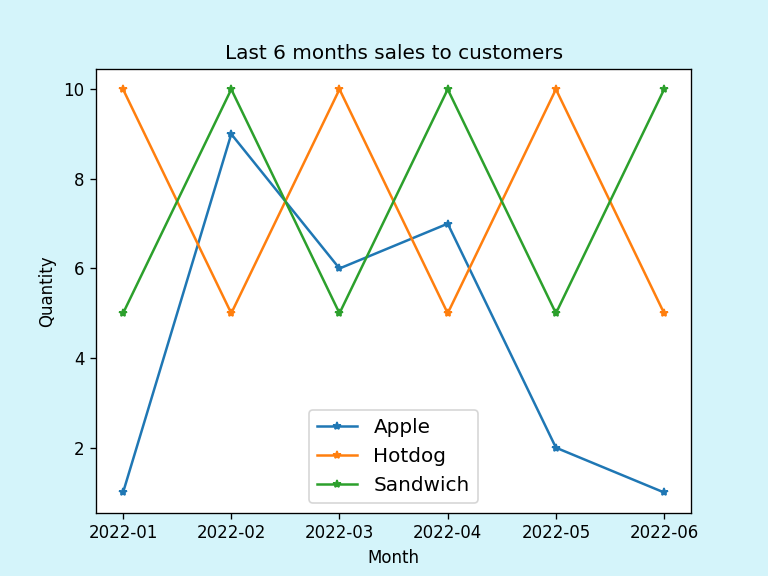 Last 6 months sales to customers
10
8
6
4
2
Quantity
Apple
Hotdog
Sandwich
2022-01 2022-02 2022-03 2022-04 2022-05 2022-06
Month